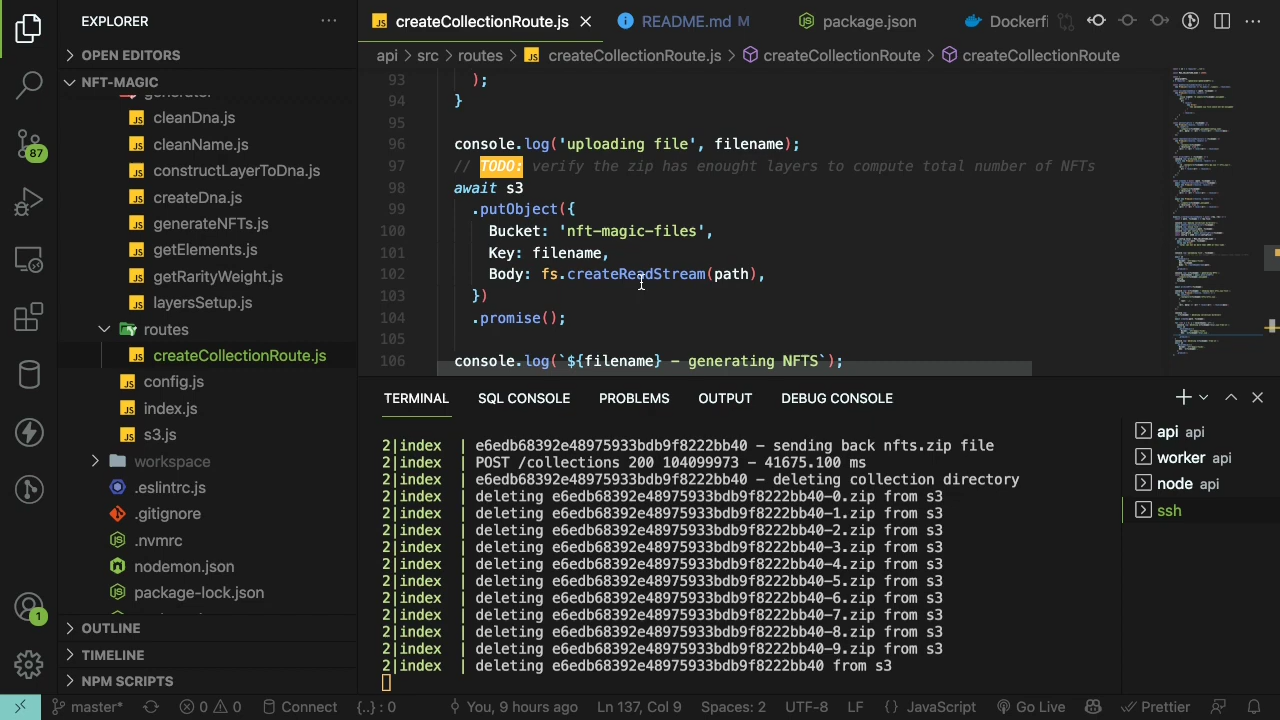 EXPLORER
OPEN EDITORS
NFT-MAGIC
cleanDna.js
cleanName.js
constructLayerToDna.js
createDna.js
generateNFTs.js
getElements.js
getRarityWeight.js
layersSetup.js
routes
createCollectionRoute.js
config.js
index.js
s3.js
workspace
.eslintrc.js
.gitignore
.nvmrc
nodemon.json
package-lock.json
OUTLINE
TIMELINE
NPM SCRIPTS
87
1
createCollectionRoute.js
README.md M
package.json
Dockerfi
api > src > routes > createCollectionRoute.js > createCollectionRoute > createCollectionRoute
93 );
94 }
95
96 console.log('uploading file', filename);
97 // TODO: verify the zip has enough layers to compute total number of NFTs
98 await s3
99 .putObject({
100 Bucket: 'nft-magic-files',
101 Key: filename,
102 Body: fs.createReadStream(path)
103 })
104 .promise();
105
106 console.log(`${filename} - generating NFTS`);
TERMINAL SQL CONSOLE PROBLEMS OUTPUT DEBUG CONSOLE
2|index | e6edb68392e48975933bdb9f8222bb40 - sending back nfts.zip file
2|index | POST /collections 200 104099973 - 41675.100 ms
2|index | e6edb68392e48975933bdb9f8222bb40 - deleting collection directory
2|index | deleting e6edb68392e48975933bdb9f8222bb40-0.zip from s3
2|index | deleting e6edb68392e48975933bdb9f8222bb40-1.zip from s3
2|index | deleting e6edb68392e48975933bdb9f8222bb40-2.zip from s3
2|index | deleting e6edb68392e48975933bdb9f8222bb40-3.zip from s3
2|index | deleting e6edb68392e48975933bdb9f8222bb40-4.zip from s3
2|index | deleting e6edb68392e48975933bdb9f8222bb40-5.zip from s3
2|index | deleting e6edb68392e48975933bdb9f8222bb40-6.zip from s3
2|index | deleting e6edb68392e48975933bdb9f8222bb40-7.zip from s3
2|index | deleting e6edb68392e48975933bdb9f8222bb40-8.zip from s3
2|index | deleting e6edb68392e48975933bdb9f8222bb40-9.zip from s3
2|index | deleting e6edb68392e48975933bdb9f8222bb40 from s3
api api
worker api
node api
ssh
master* 0 0 Connect {..} : 0 You, 9 hours ago Ln 137, Col 9 Spaces: 2 UTF-8 LF {} JavaScript Go Live Prettier